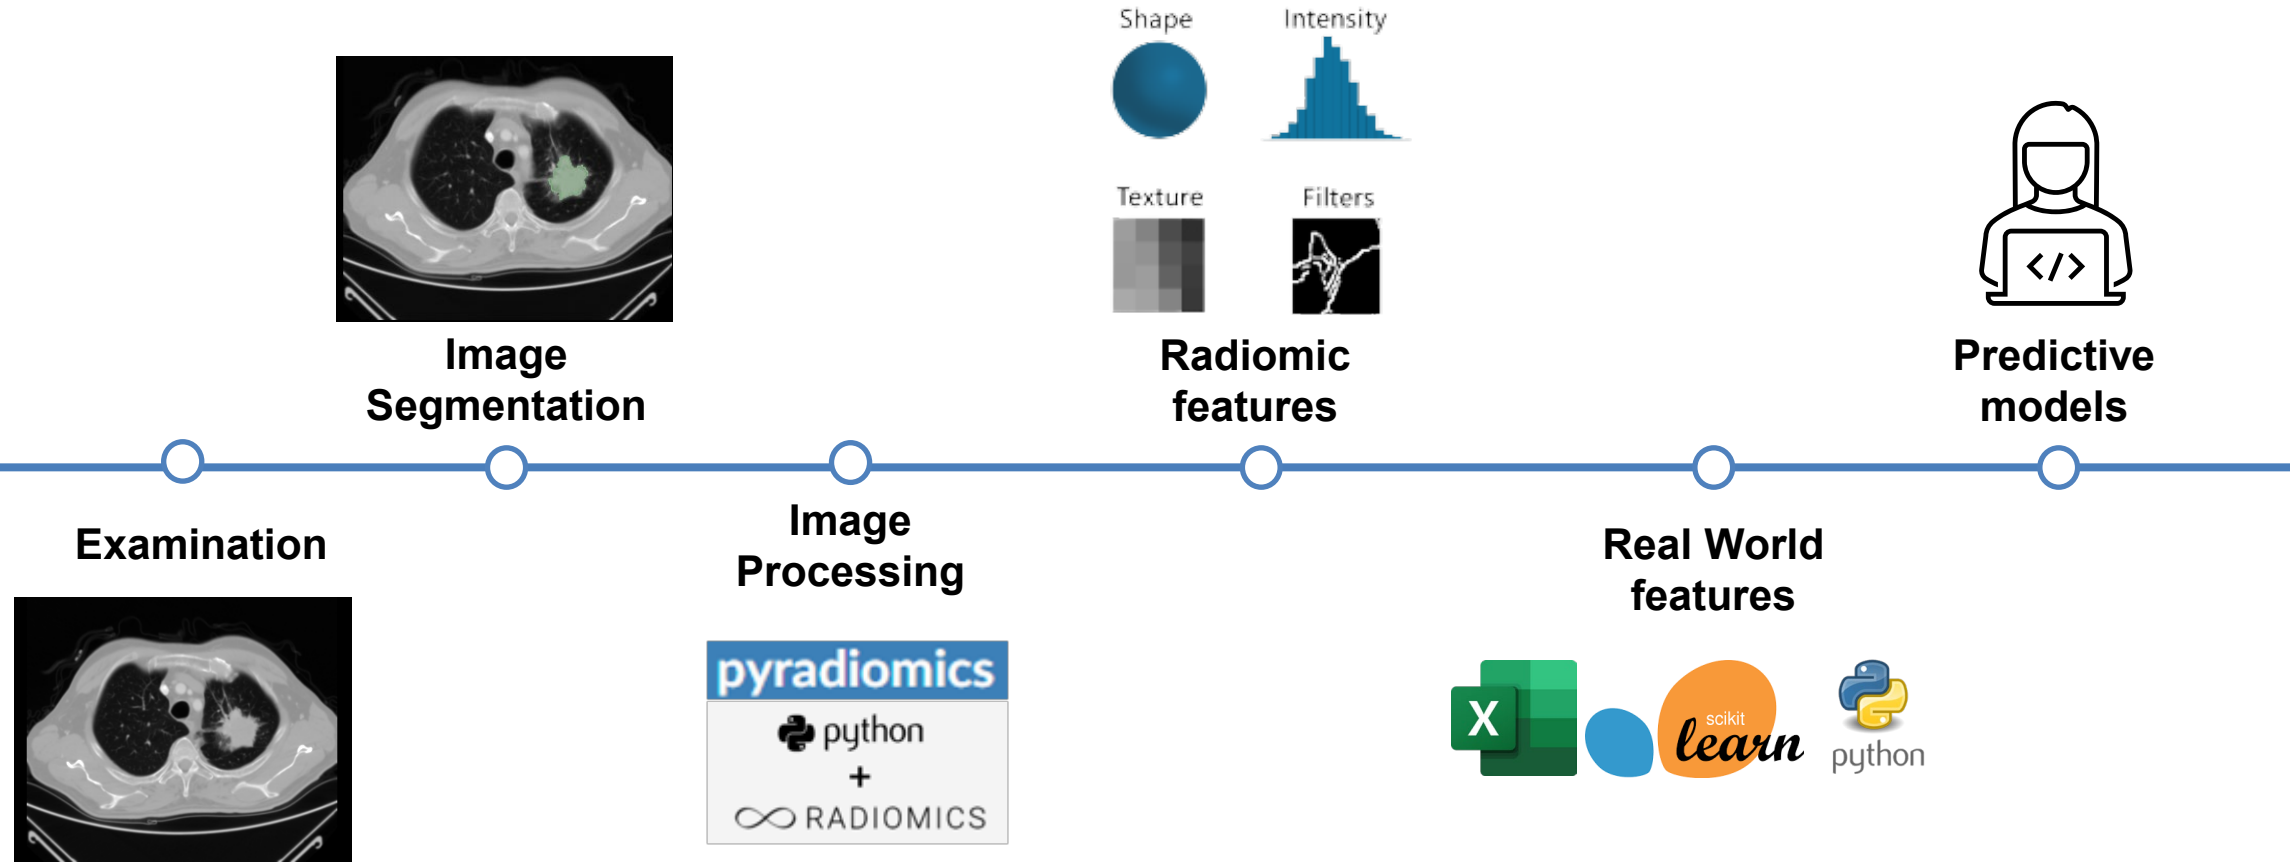 Shape
Intensity
Texture
Filters
Image
Segmentation
Radiomic
features
Predictive
models
</>
Examination
Image
Processing
Real World
features
pyradiomics
python
+
RADIOMICS
X
scikit
learn
python